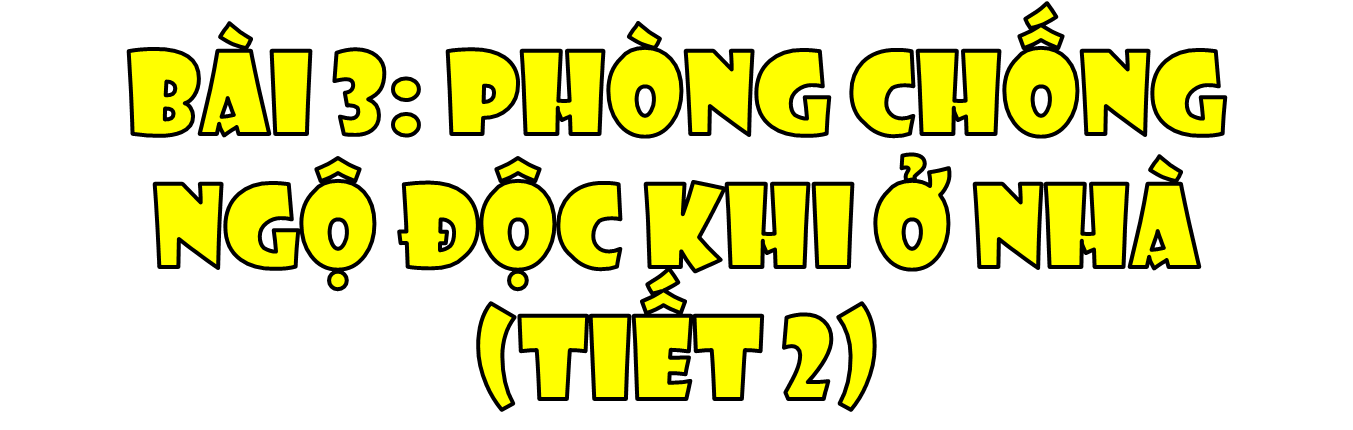 BÀI 3: PHÒNG CHỐNG
NGỘ ĐỘC KHI Ở NHÀ
(TIẾT 2)